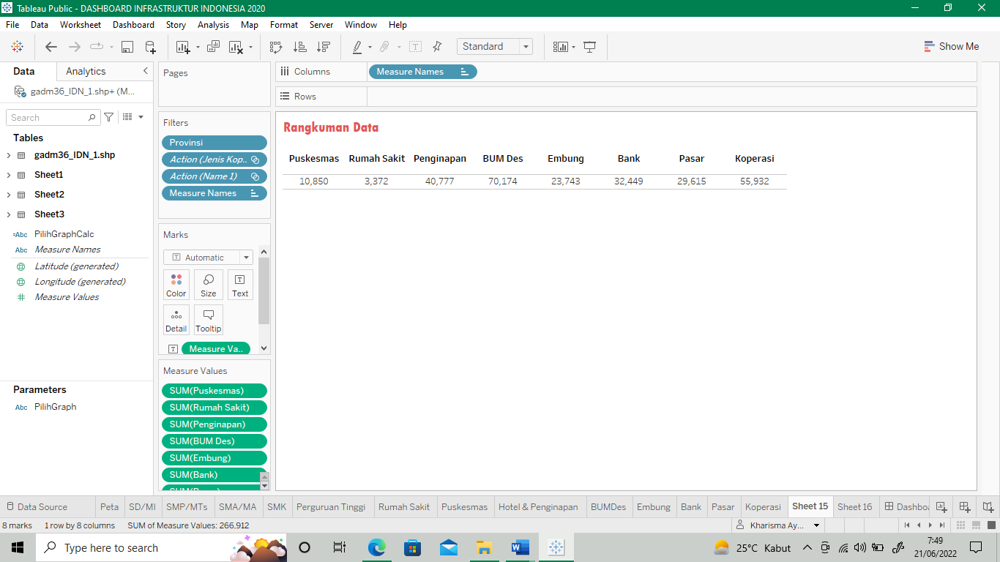 Tableau Public - DASHBOARD INFRASTRUKTUR INDONESIA 2020
File Data Worksheet Dashboard Story Analysis Map Format Server Window Help
Standard
Show Me
Data Analytics
gadm36_IDN_1.shp+ (M...
Search
Tables
gadm36_IDN_1.shp
Sheet1
Sheet2
Sheet3
=Abc PilihGraphCalc
Abc Measure Names
Latitude (generated)
Longitude (generated)
Measure Values
Parameters
Abc PilihGraph
Pages
Filters
Provinsi
Action (Jenis Kop..
Action (Name 1)
Measure Names
Marks
Automatic
Color Size Text
Detail Tooltip
Measure Va..
Measure Values
SUM(Puskesmas)
SUM(Rumah Sakit)
SUM(Penginapan)
SUM(BUM Des)
SUM(Embung)
SUM(Bank)
Columns Measure Names
Rows
Rangkuman Data
Puskesmas Rumah Sakit Penginapan BUM Des Embung Bank Pasar Koperasi
10,850 3,372 40,777 70,174 23,743 32,449 29,615 55,932
Data Source Peta SD/MI SMP/MTs SMA/MA SMK Perguruan Tinggi Rumah Sakit Puskesmas Hotel & Penginapan BUMDes Embung Bank Pasar Koperasi Sheet 15 Sheet 16 Dashbo
8 marks 1 row by 8 columns SUM of Measure Values: 266,912 Kharisma Ay...
Type here to search 25°C Kabut 7:49
21/06/2022